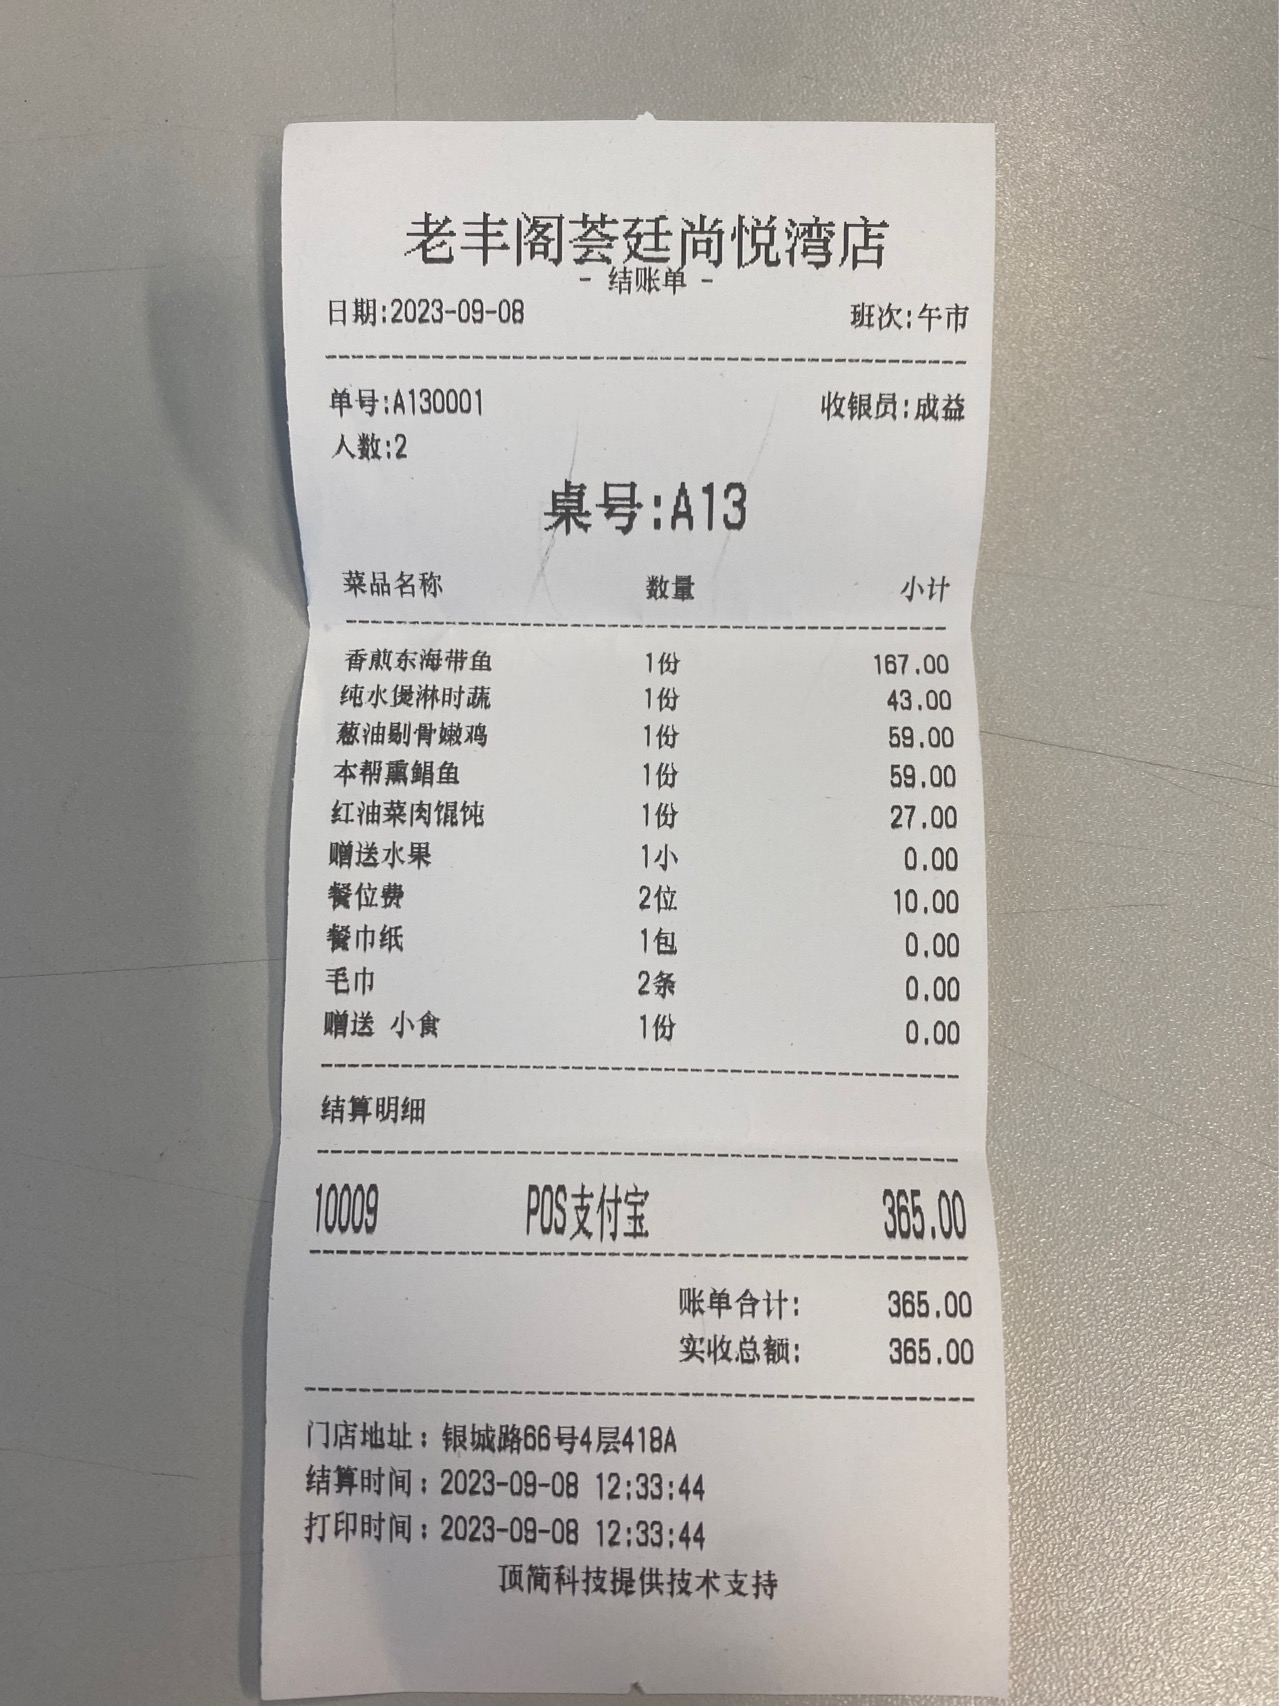 老丰阁荟廷尚悦湾店
- 结账单 -
日期:2023-09-08 班次:午市
单号:A130001 收银员:成益
人数:2
桌号:A13
菜品名称 数量 小计
香煎东海带鱼 1份 167.00
纯水煲淋时蔬 1份 43.00
葱油剔骨嫩鸡 1份 59.00
本帮熏鲳鱼 1份 59.00
红油菜肉馄饨 1份 27.00
赠送水果 1小 0.00
餐位费 2位 10.00
餐巾纸 1包 0.00
毛巾 2条 0.00
赠送 小食 1份 0.00
结算明细
10009 POS支付宝 365.00
账单合计: 365.00
实收总额: 365.00
门店地址：银城路66号4层418A
结算时间：2023-09-08 12:33:44
打印时间：2023-09-08 12:33:44
顶简科技提供技术支持